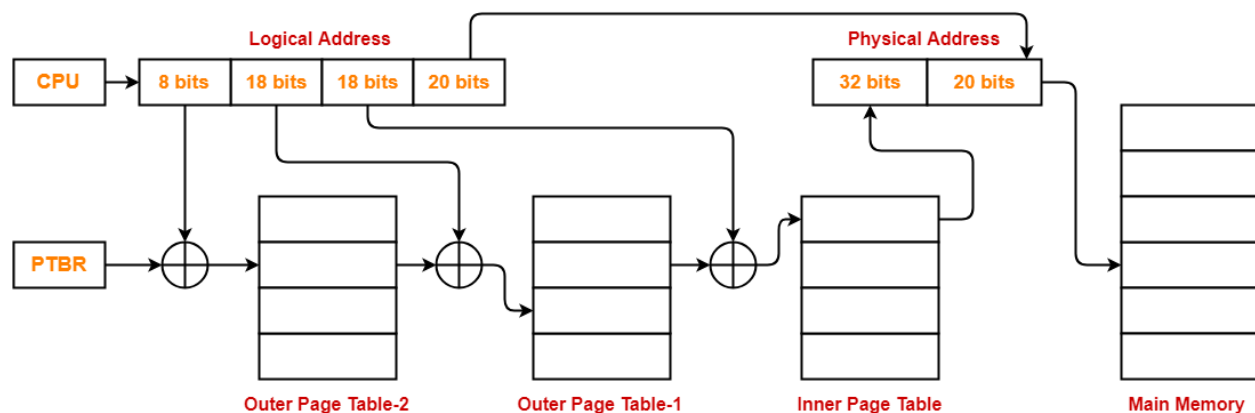 Logical Address
Physical Address
CPU
8 bits
18 bits
18 bits
20 bits
32 bits
20 bits
PTBR
Outer Page Table-2
Outer Page Table-1
Inner Page Table
Main Memory